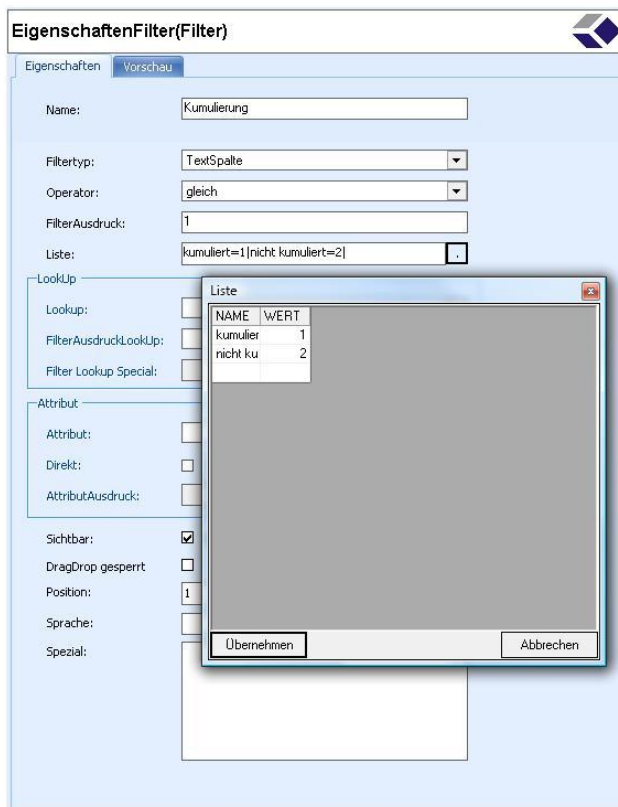 EigenschaftenFilter(Filter)
Eigenschaften Vorschau
Name: Kumulierung
Filtertyp: TextSpalte
Operator: gleich
FilterAusdruck: 1
Liste: kumuliert=1|nicht kumuliert=2| .
LookUp
Lookup:
FilterAusdruckLookUp:
Filter Lookup Special:
Attribut
Attribut:
Direkt:
AttributAusdruck:
Sichtbar:
DragDrop gesperrt
Position: 1
Sprache:
Spezial:
Liste
NAME WERT
kumulier 1
nicht ku 2
Übernehmen Abbrechen